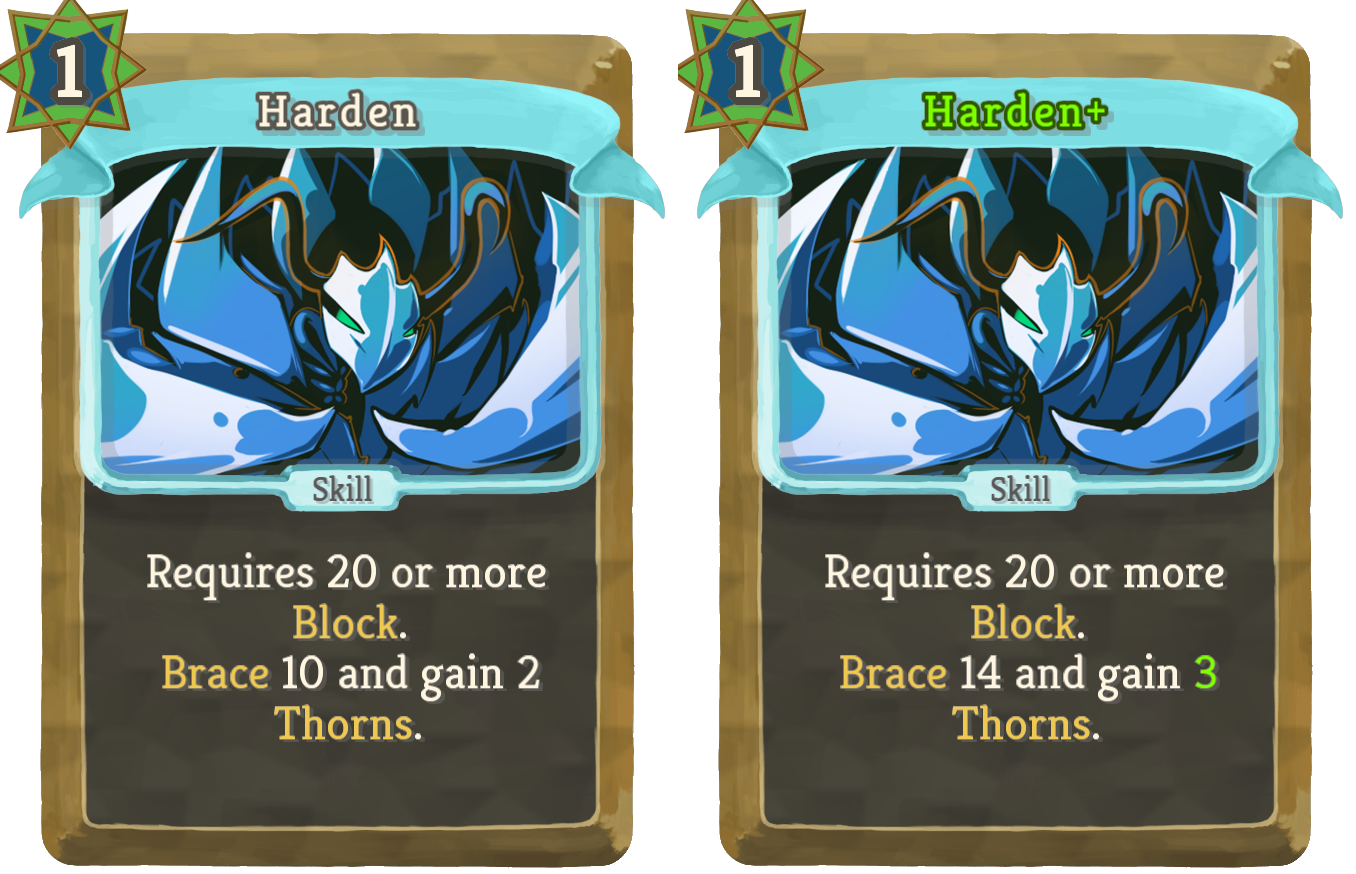 1
Harden
Skill
Requires 20 or more
Block.
Brace 10 and gain 2
Thorns.
1
Harden+
Skill
Requires 20 or more
Block.
Brace 14 and gain 3
Thorns.